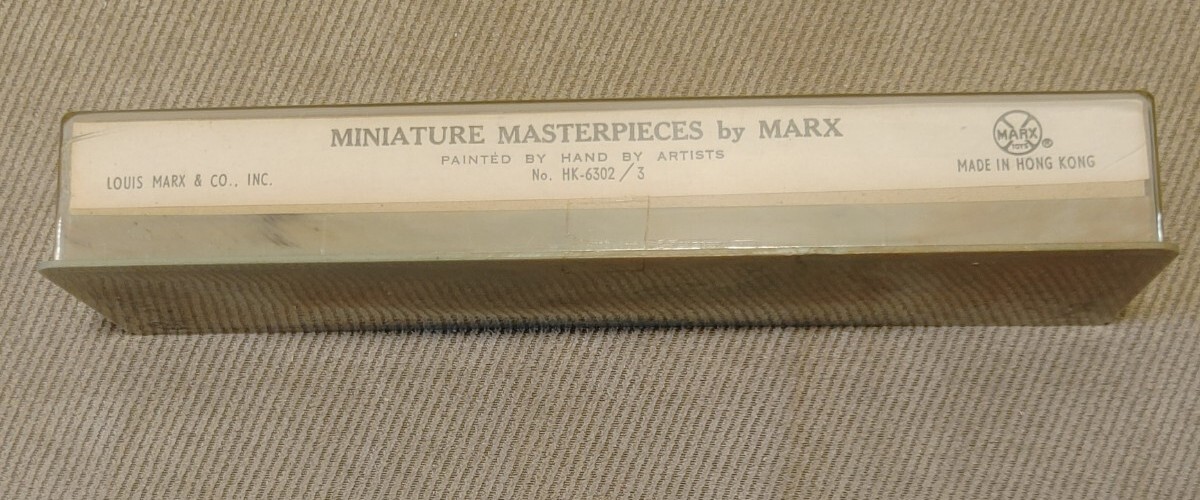 MINIATURE MASTERPIECES by MARX
PAINTED BY HAND BY ARTISTS
No. HK-6302/3
LOUIS MARX & CO., INC.
MARX
TOYS
®
MADE IN HONG KONG